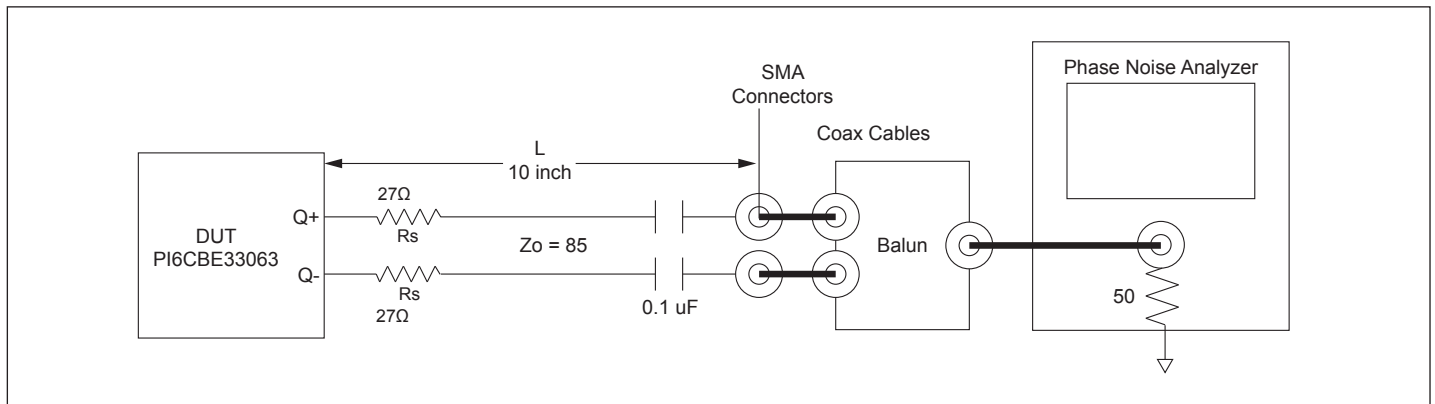 Phase Noise Analyzer
SMA
Connectors
Coax Cables
L
10 inch
27Ω
Q+
Rs
DUT
PI6CBE33063
Zo = 85
Balun
Q-
Rs
27Ω
0.1 uF
50